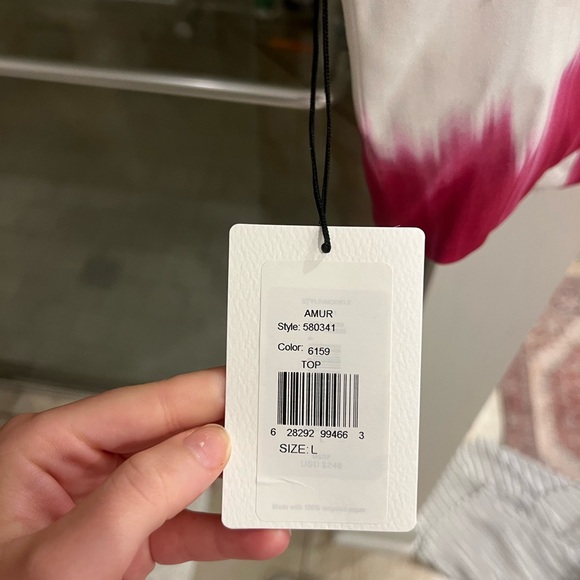 AMUR
Style: 580341
Color: 6159
TOP
6 28292 99466 3
SIZE: L